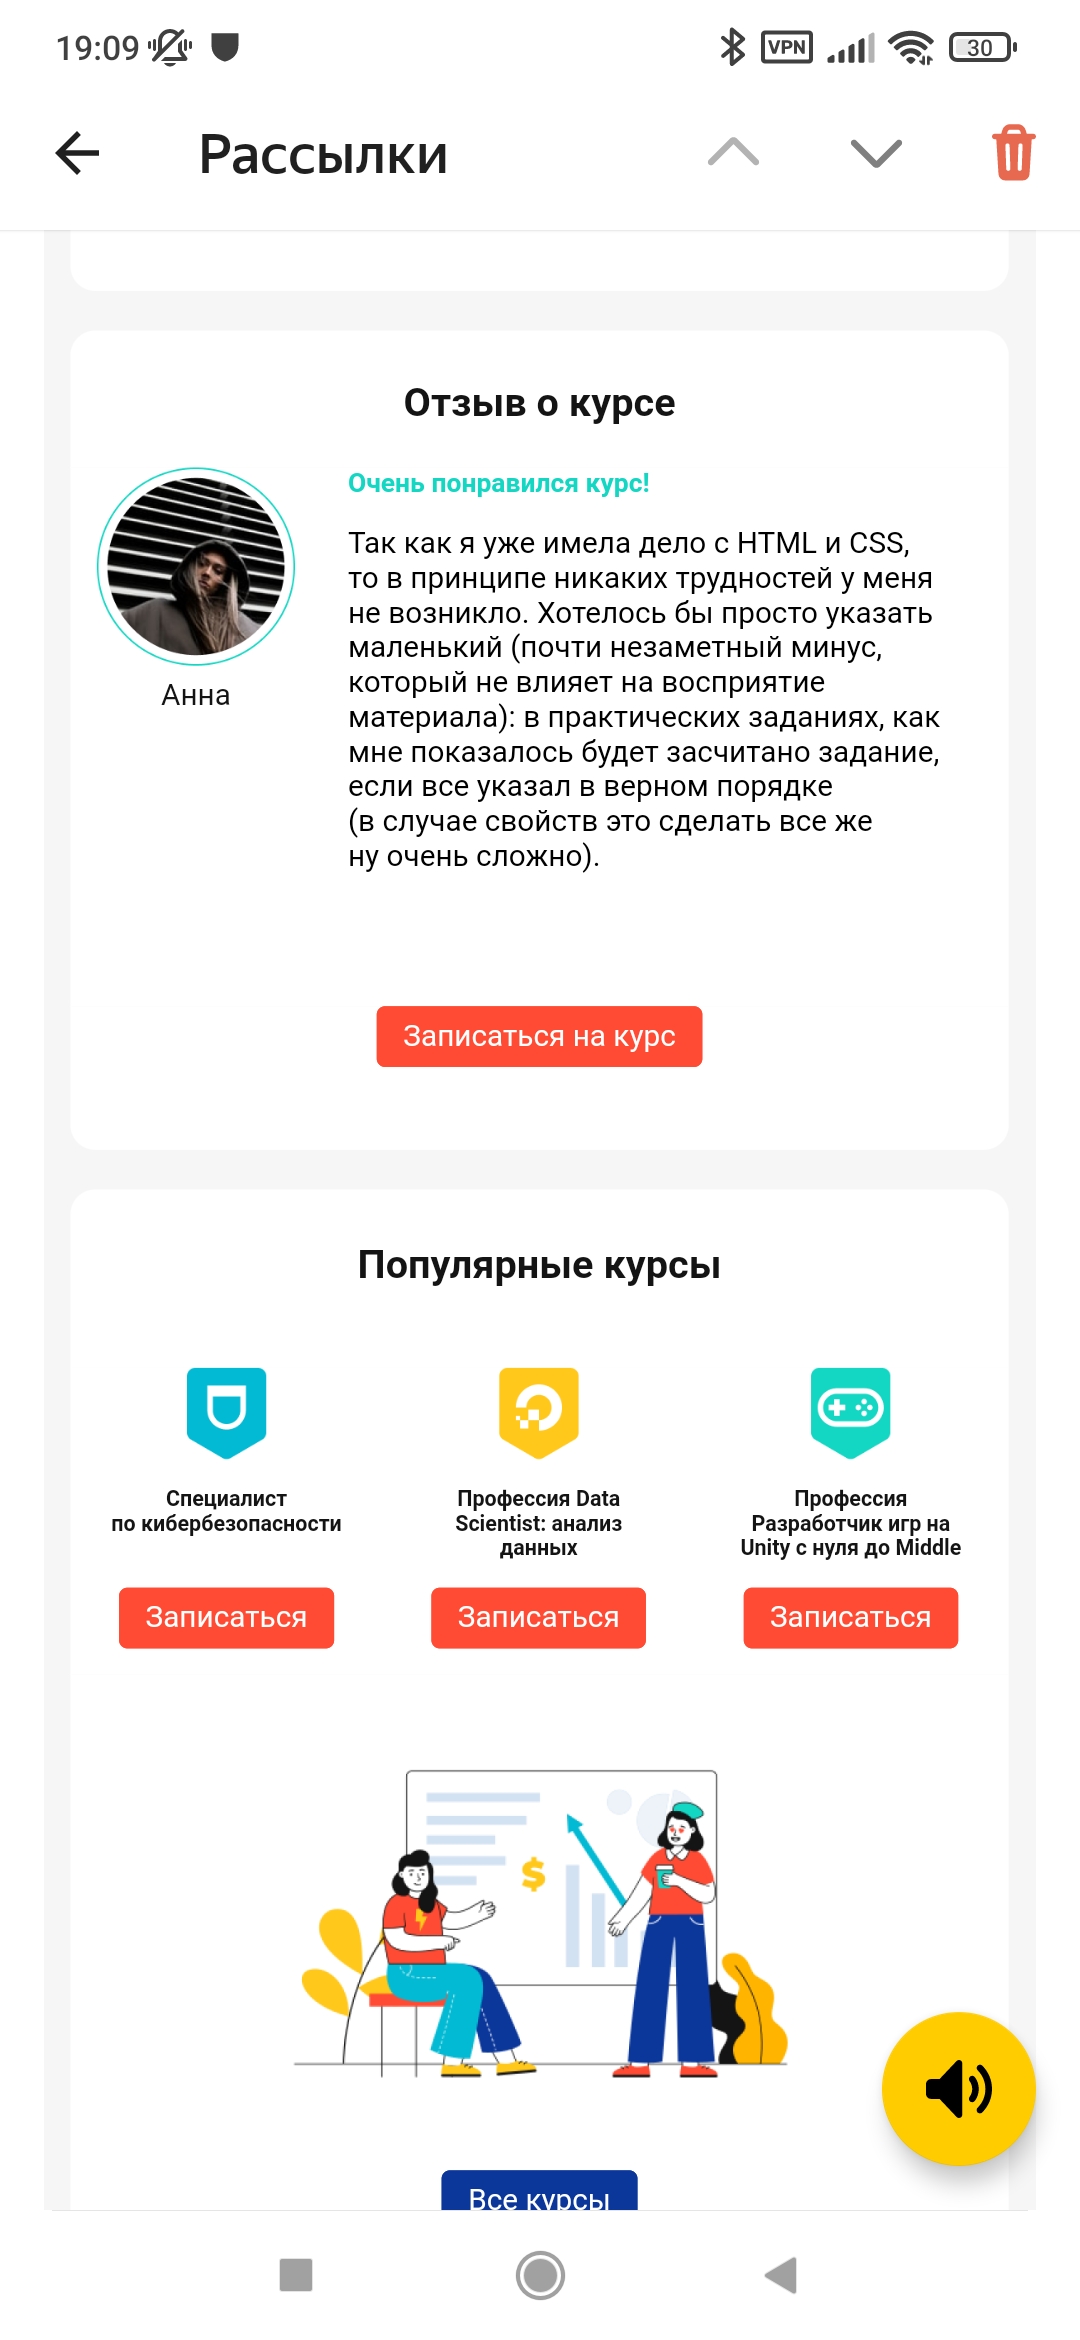 19:09
VPN
30
Рассылки
Отзыв о курсе
Очень понравился курс!
Так как я уже имела дело с HTML и CSS,
то в принципе никаких трудностей у меня
не возникло. Хотелось бы просто указать
маленький (почти незаметный минус,
который не влияет на восприятие
материала): в практических заданиях, как
мне показалось будет засчитано задание,
если все указал в верном порядке
(в случае свойств это сделать все же
ну очень сложно).
Анна
Записаться на курс
Популярные курсы
Специалист
по кибербезопасности
Записаться
Профессия Data
Scientist: анализ
данных
Записаться
Профессия
Разработчик игр на
Unity с нуля до Middle
Записаться
$
Все курсы